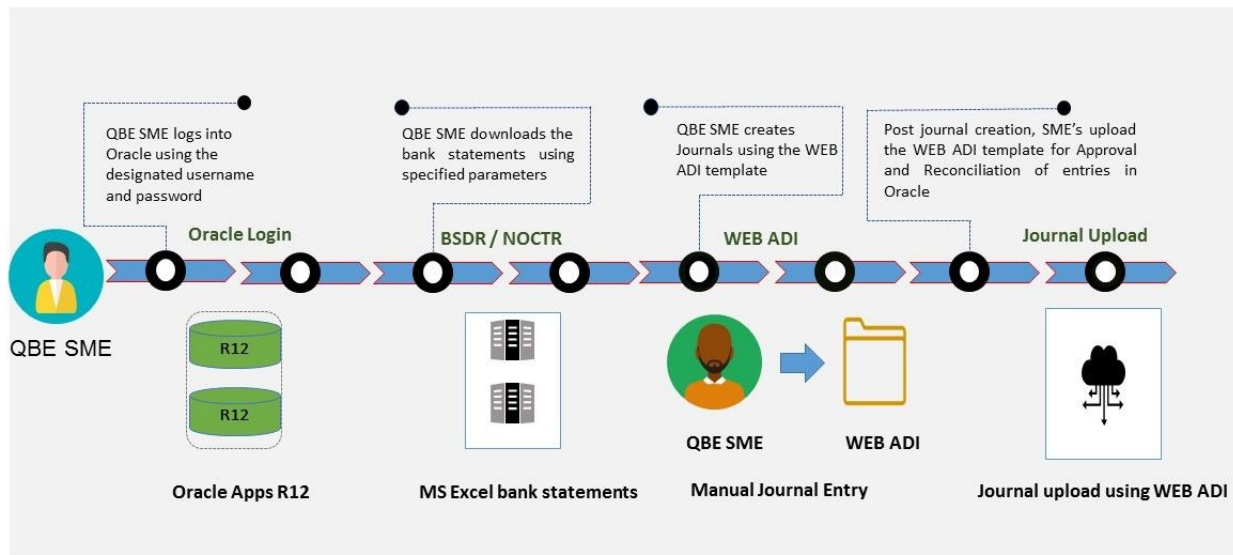 QBE SME logs into
Oracle using the
designated username
and password
QBE SME downloads the
bank statements using
specified parameters
QBE SME creates
Journals using the WEB
ADI template
Post journal creation, SME's upload
the WEB ADI template for Approval
and Reconciliation of entries in
Oracle
Oracle Login
BSDR / NOCTR
WEB ADI
Journal Upload
QBE SME
R12
R12
QBE SME
WEB ADI
Oracle Apps R12
MS Excel bank statements
Manual Journal Entry
Journal upload using WEB ADI